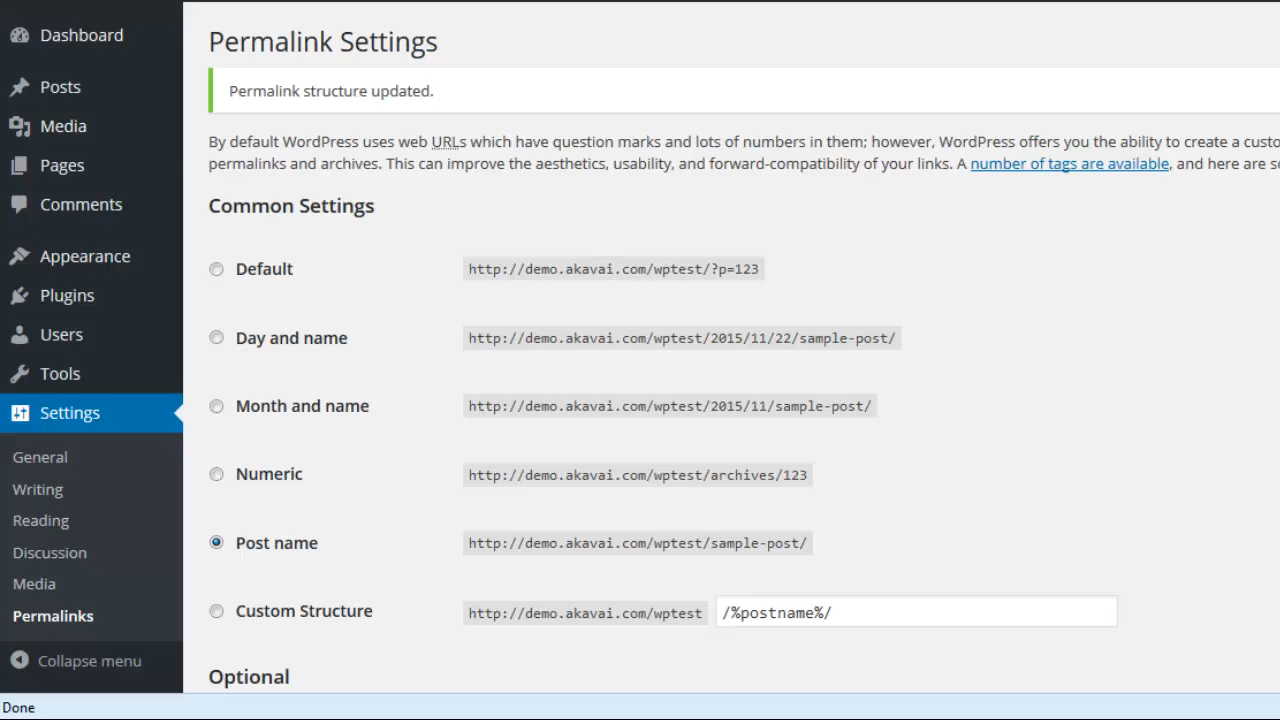 Dashboard
Posts
Media
Pages
Comments
Appearance
Plugins
Users
Tools
Settings
General
Writing
Reading
Discussion
Media
Permalinks
Collapse menu
Permalink Settings
Permalink structure updated.
By default WordPress uses web URLs which have question marks and lots of numbers in them; however, WordPress offers you the ability to create a custo
permalinks and archives. This can improve the aesthetics, usability, and forward-compatibility of your links. A number of tags are available, and here are so
Common Settings
Default http://demo.akavai.com/wptest/?p=123
Day and name http://demo.akavai.com/wptest/2015/11/22/sample-post/
Month and name http://demo.akavai.com/wptest/2015/11/sample-post/
Numeric http://demo.akavai.com/wptest/archives/123
Post name http://demo.akavai.com/wptest/sample-post/
Custom Structure http://demo.akavai.com/wptest /%postname%/
Optional
Done